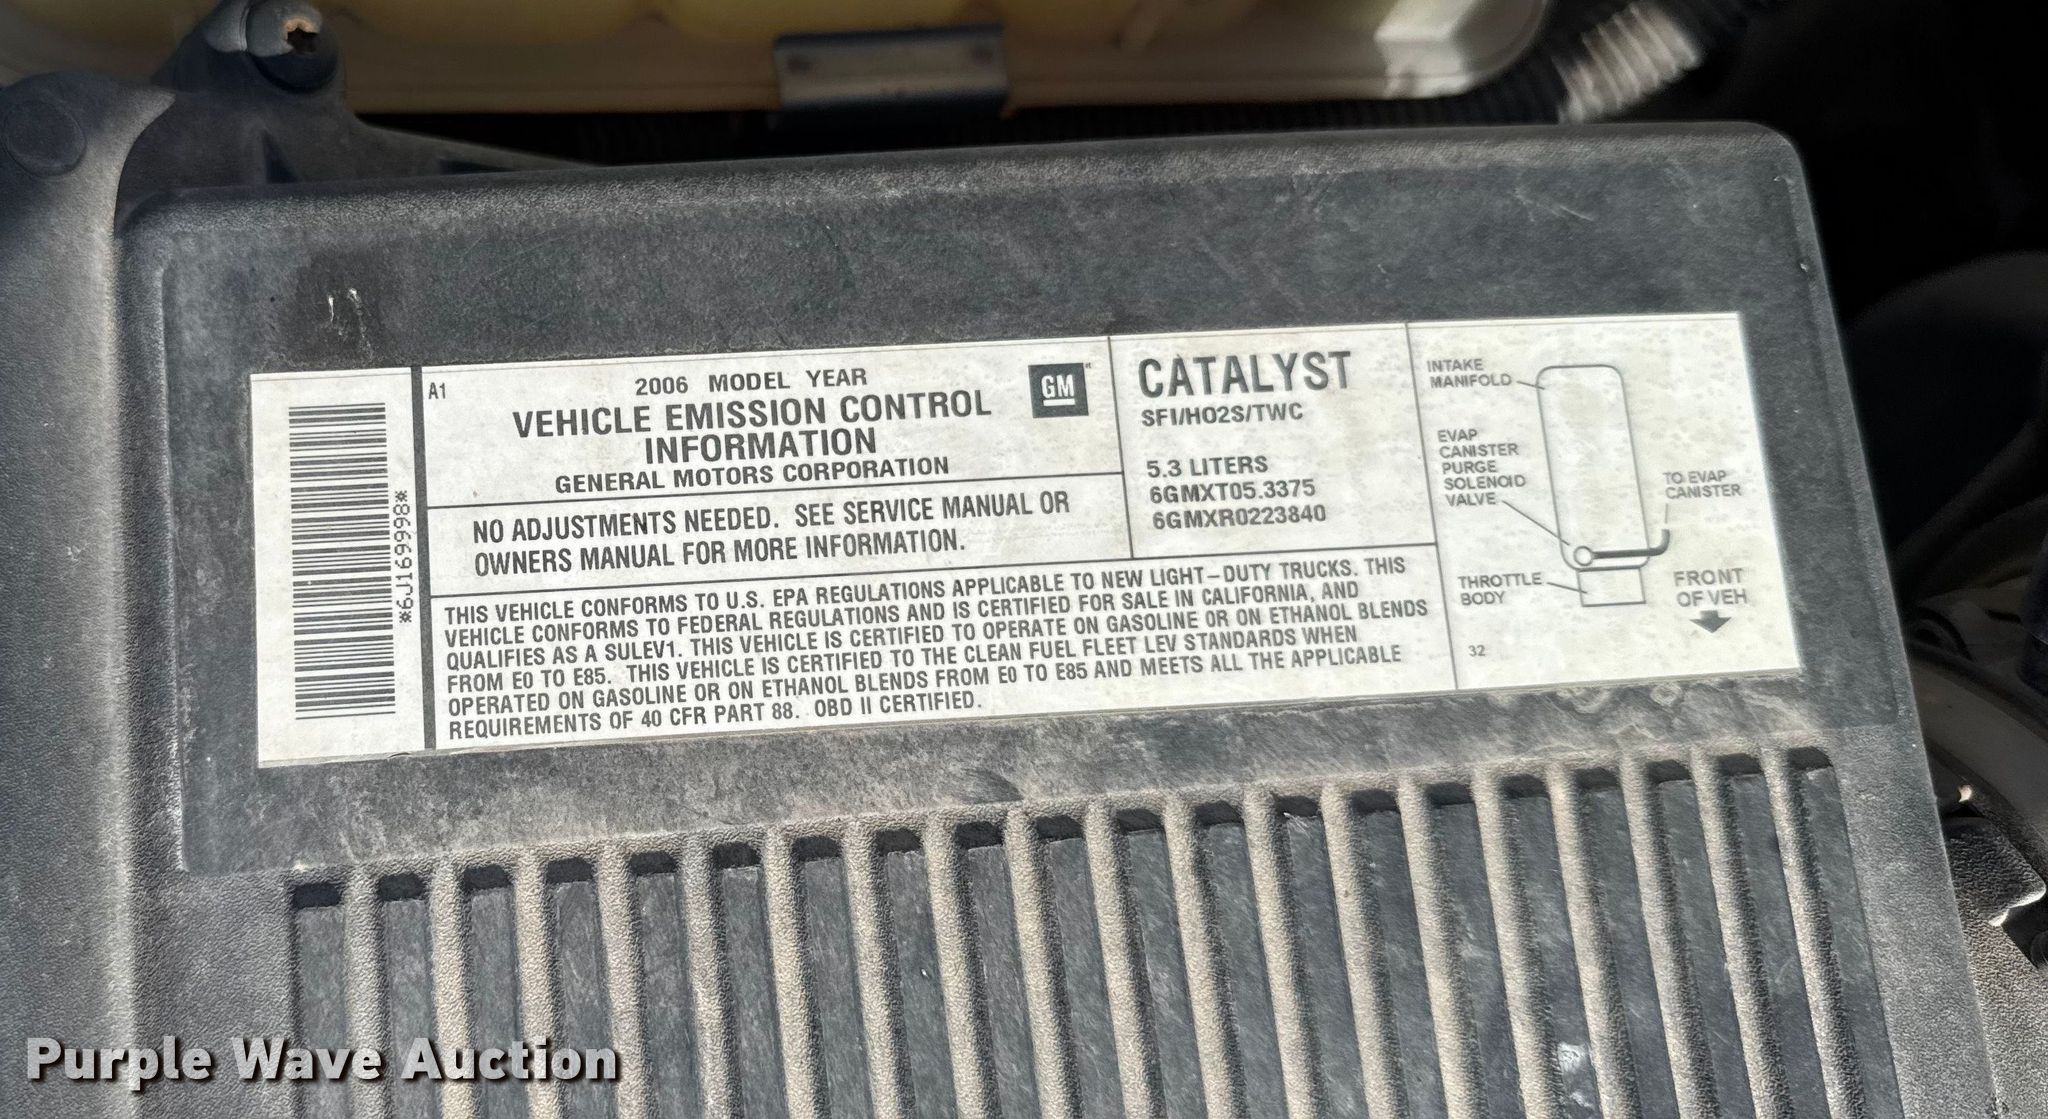 *6J169998*
A1
2006 MODEL YEAR
VEHICLE EMISSION CONTROL
INFORMATION
GENERAL MOTORS CORPORATION
GM
NO ADJUSTMENTS NEEDED. SEE SERVICE MANUAL OR
OWNERS MANUAL FOR MORE INFORMATION.
CATALYST
SFI/HO2S/TWC
5.3 LITERS
6GMXT05.3375
6GMXR0223840
THIS VEHICLE CONFORMS TO U.S. EPA REGULATIONS APPLICABLE TO NEW LIGHT-DUTY TRUCKS. THIS
VEHICLE CONFORMS TO FEDERAL REGULATIONS AND IS CERTIFIED FOR SALE IN CALIFORNIA, AND
QUALIFIES AS A SULEV1. THIS VEHICLE IS CERTIFIED TO OPERATE ON GASOLINE OR ON ETHANOL BLENDS
FROM E0 TO E85. THIS VEHICLE IS CERTIFIED TO THE CLEAN FUEL FLEET LEV STANDARDS WHEN
OPERATED ON GASOLINE OR ON ETHANOL BLENDS FROM E0 TO E85 AND MEETS ALL THE APPLICABLE
REQUIREMENTS OF 40 CFR PART 88. OBD II CERTIFIED.
INTAKE
MANIFOLD
EVAP
CANISTER
PURGE
SOLENOID
VALVE
TO EVAP
CANISTER
THROTTLE
BODY
FRONT
OF VEH
32
Purple Wave Auction